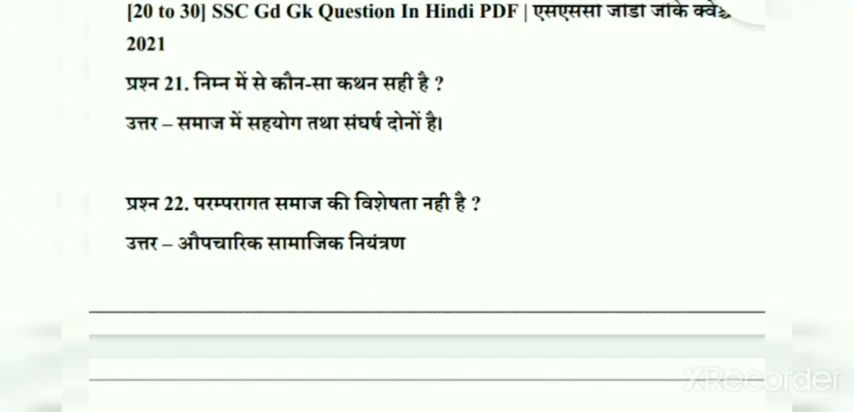 [20 to 30] SSC Gd Gk Question In Hindi PDF | एसएससी जीडी जीके
2021
प्रश्न 21. निम्न में से कौन-सा कथन सही है ?
उत्तर – समाज में सहयोग तथा संघर्ष दोनों है।
प्रश्न 22. परम्परागत समाज की विशेषता नही है ?
उत्तर – औपचारिक सामाजिक नियंत्रण
XRecorder